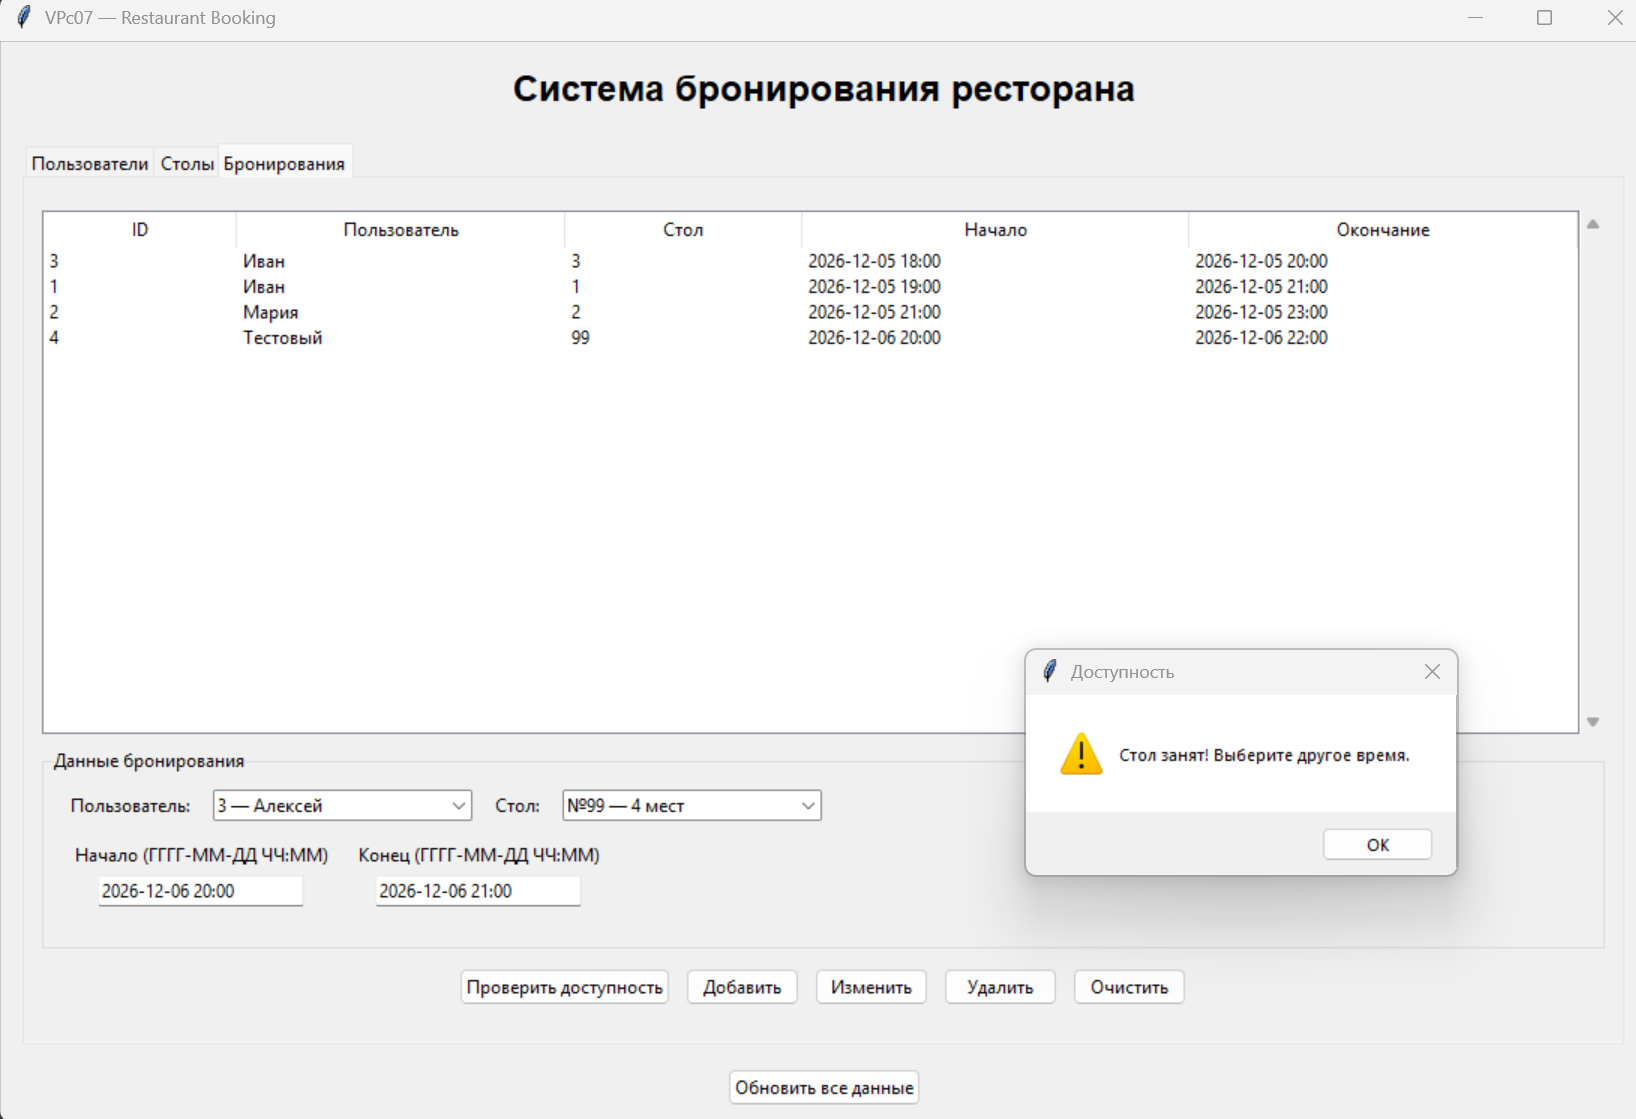 VPc07 — Restaurant Booking
Система бронирования ресторана
Пользователи Столы Бронирования
ID Пользователь Стол Начало Окончание
3 Иван 3 2026-12-05 18:00 2026-12-05 20:00
1 Иван 1 2026-12-05 19:00 2026-12-05 21:00
2 Мария 2 2026-12-05 21:00 2026-12-05 23:00
4 Тестовый 99 2026-12-06 20:00 2026-12-06 22:00
Доступность
Стол занят! Выберите другое время.
OK
Данные бронирования
Пользователь: 3 — Алексей Стол: №99 — 4 мест
Начало (ГГГГ-ММ-ДД ЧЧ:ММ) Конец (ГГГГ-ММ-ДД ЧЧ:ММ)
2026-12-06 20:00 2026-12-06 21:00
Проверить доступность Добавить Изменить Удалить Очистить
Обновить все данные